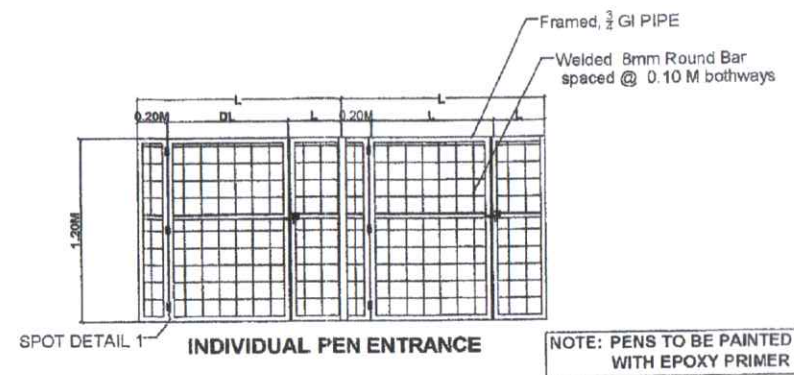 Framed, 3/4 GI PIPE
Welded 8mm Round Bar
spaced @ 0.10 M bothways
L L
0.20M DL L 0.20M L L
1.20M
SPOT DETAIL 1
INDIVIDUAL PEN ENTRANCE
NOTE: PENS TO BE PAINTED
WITH EPOXY PRIMER